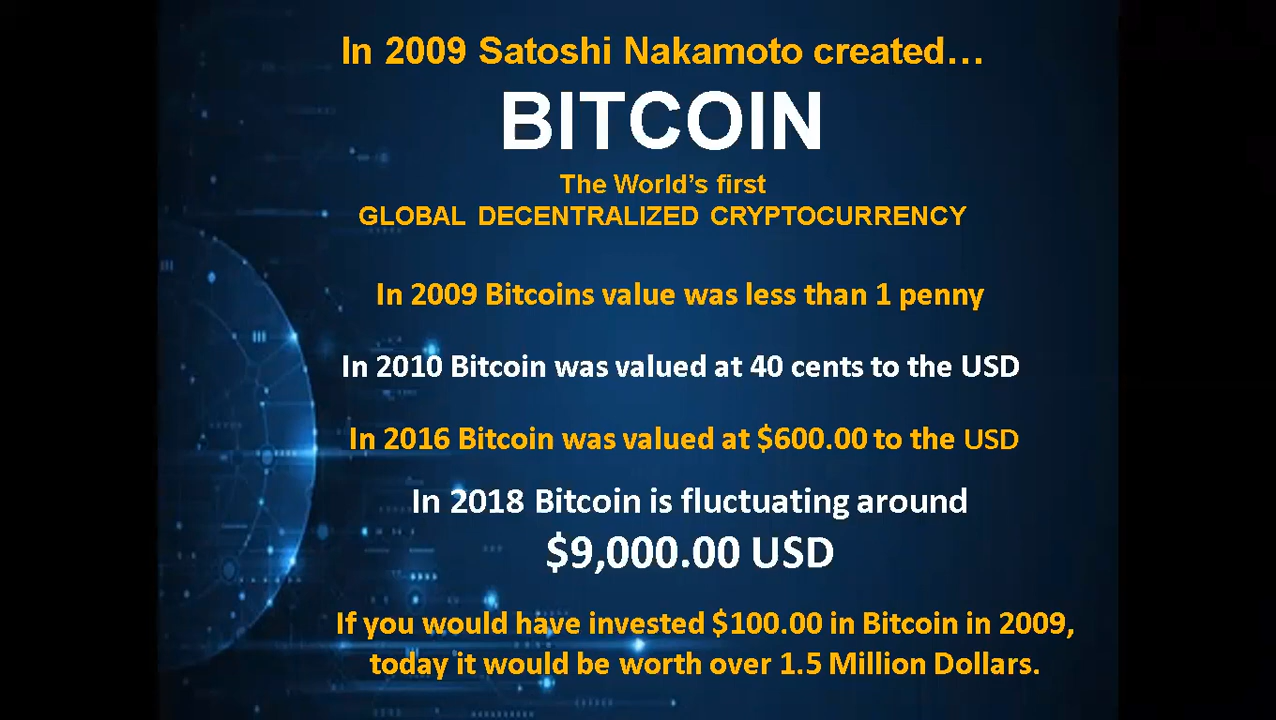 In 2009 Satoshi Nakamoto created...
BITCOIN
The World's first
GLOBAL DECENTRALIZED CRYPTOCURRENCY
In 2009 Bitcoins value was less than 1 penny
In 2010 Bitcoin was valued at 40 cents to the USD
In 2016 Bitcoin was valued at $600.00 to the USD
In 2018 Bitcoin is fluctuating around
$9,000.00 USD
If you would have invested $100.00 in Bitcoin in 2009,
today it would be worth over 1.5 Million Dollars.